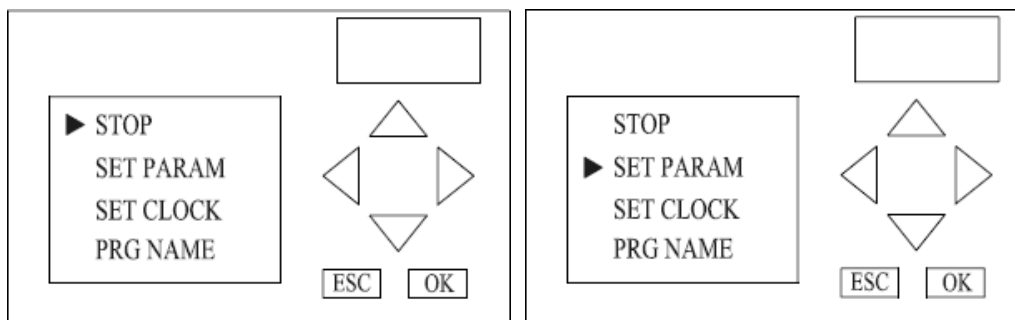 STOP
SET PARAM
SET CLOCK
PRG NAME
ESC OK
STOP
SET PARAM
SET CLOCK
PRG NAME
ESC OK